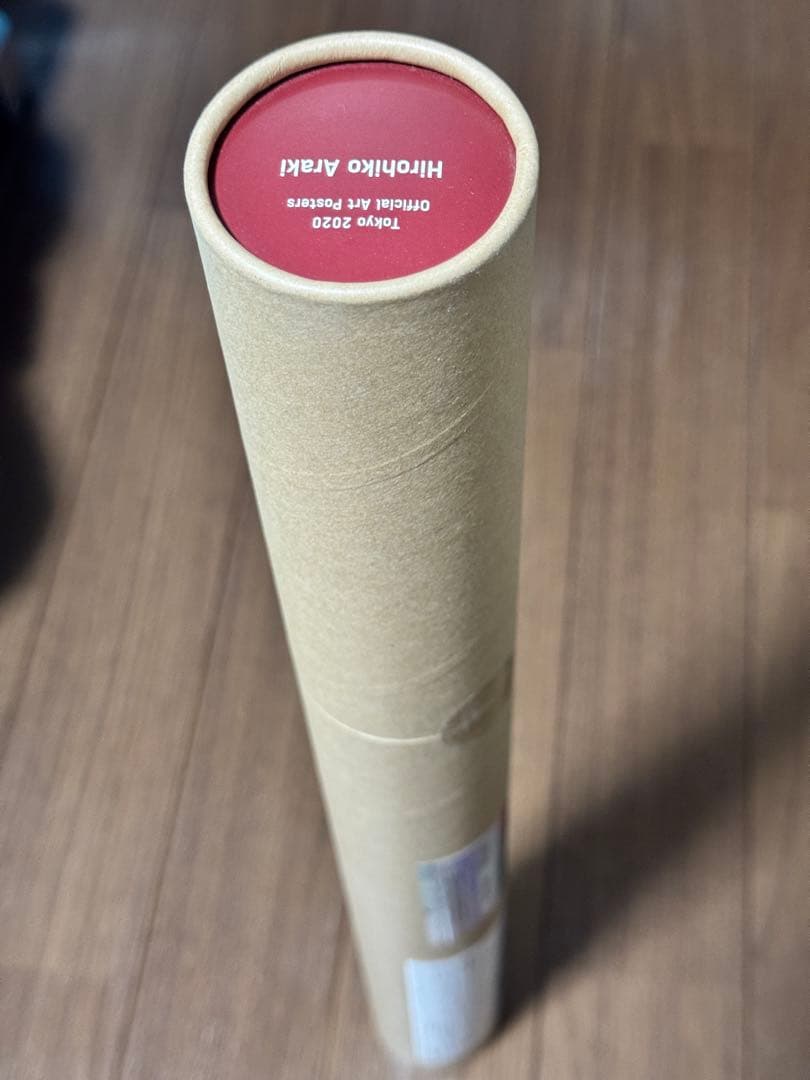 Tokyo 2020
Official Art Posters
Hirohiko Araki